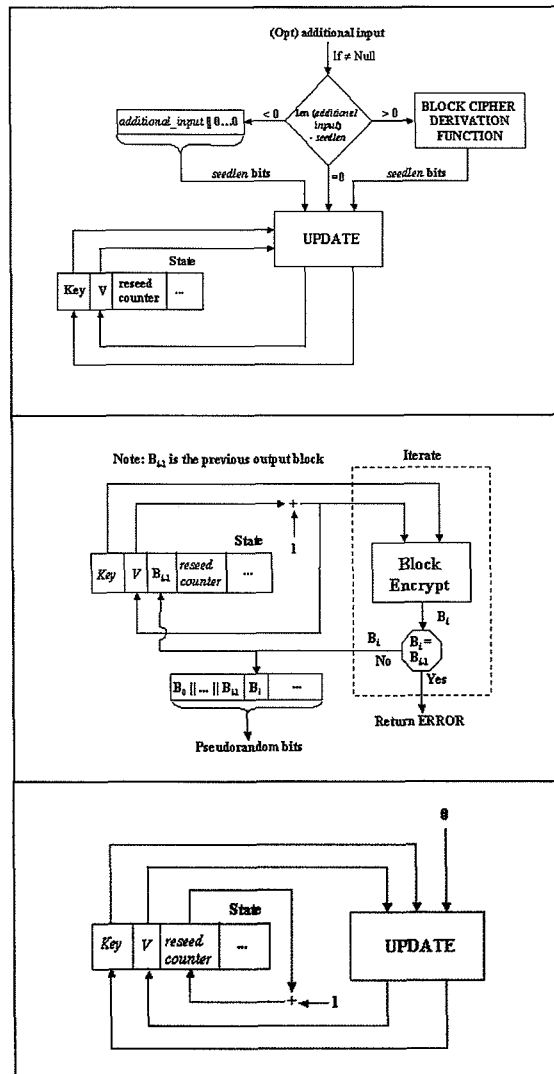 (Opt) additional input
If ≠ Null
< 0
Len (additional
input)
- seedlen
> 0
additional_input || 0...0
BLOCK CIPHER
DERIVATION
FUNCTION
=0
seedlen bits
seedlen bits
UPDATE
State
Key V reseed
counter ...
Note: Bi-1 is the previous output block
Iterate
+
1
State
Key V Bi-1 reseed
counter ...
Block
Encrypt
Bi
Bi
No
Bi =
Bi-1
Yes
B0 || ... || Bi-1 Bi ...
Return ERROR
Pseudorandom bits
0
State
Key V reseed
counter ...
UPDATE
+ 1